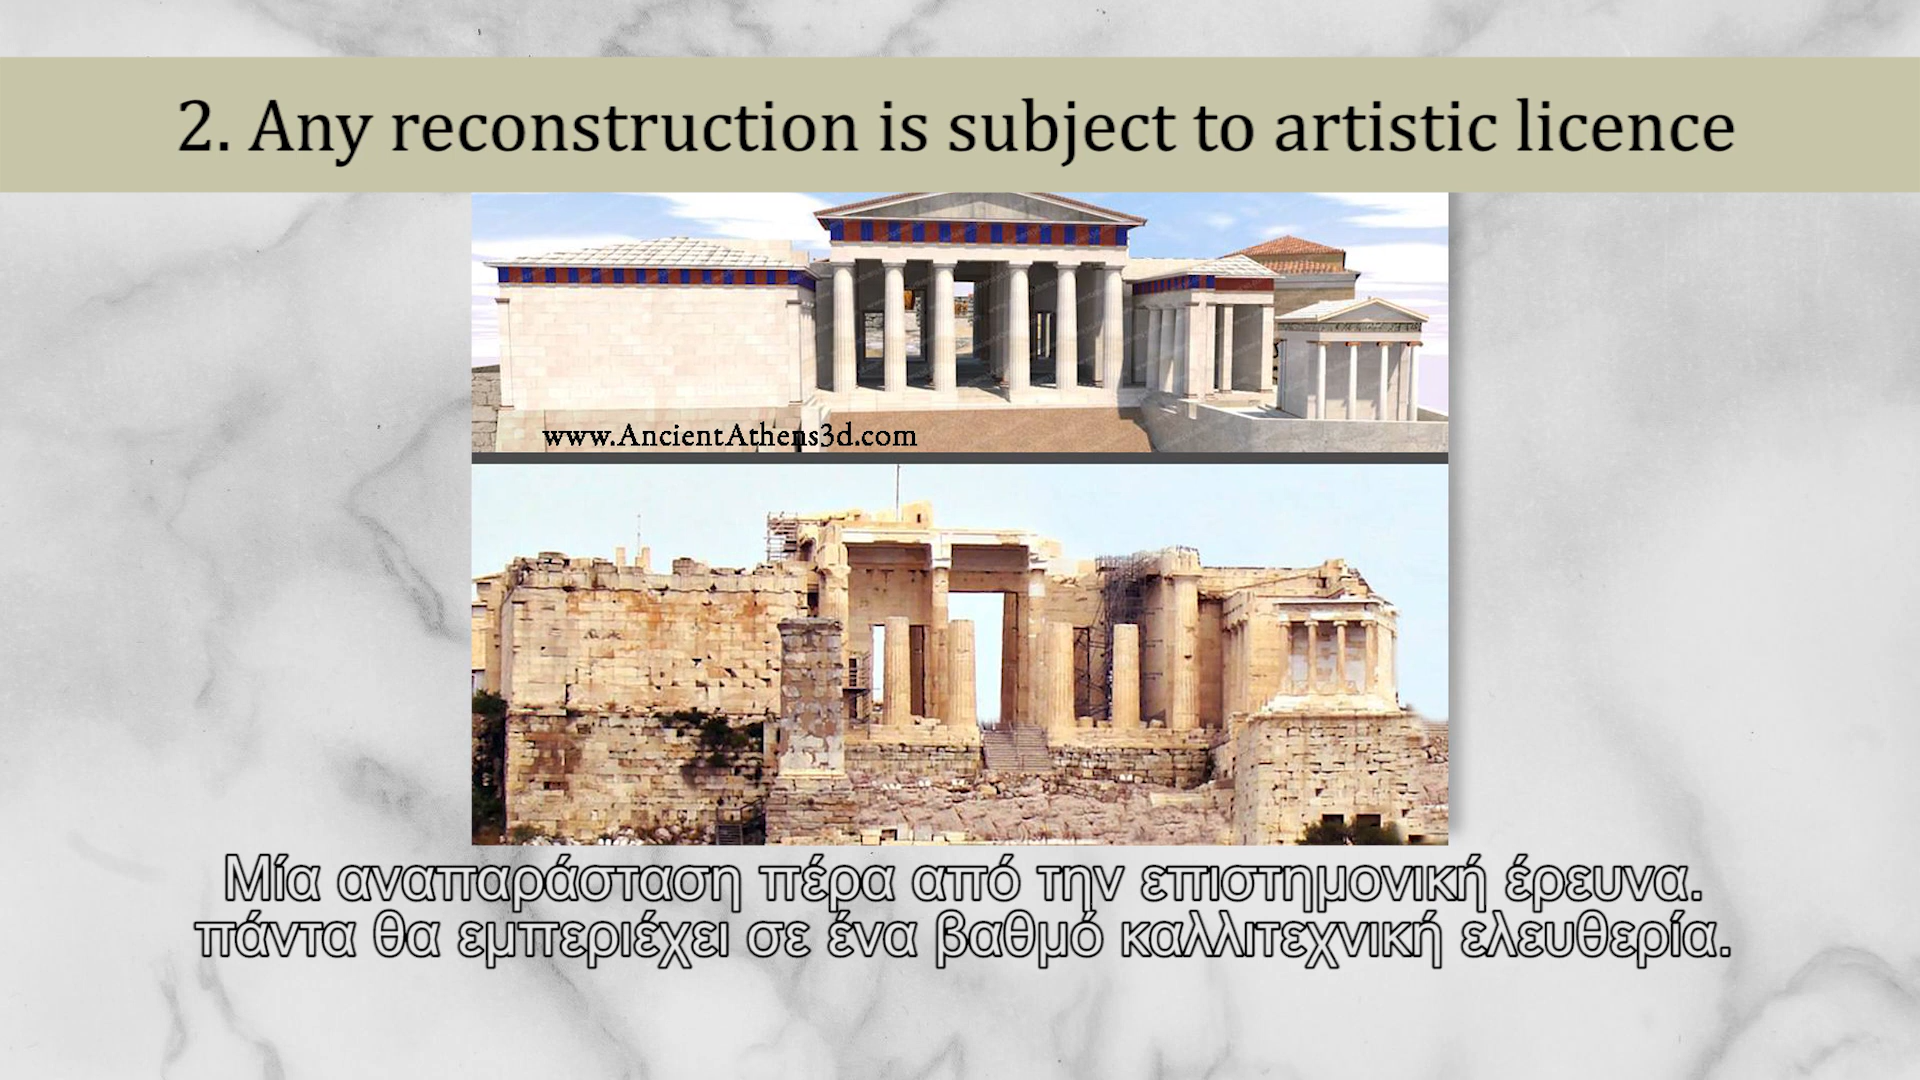 2. Any reconstruction is subject to artistic licence
www.AncientAthens3d.com
Μία αναπαράσταση πέρα από την επιστημονική έρευνα.
πάντα θα εμπεριέχει σε ένα βαθμό καλλιτεχνική ελευθερία.